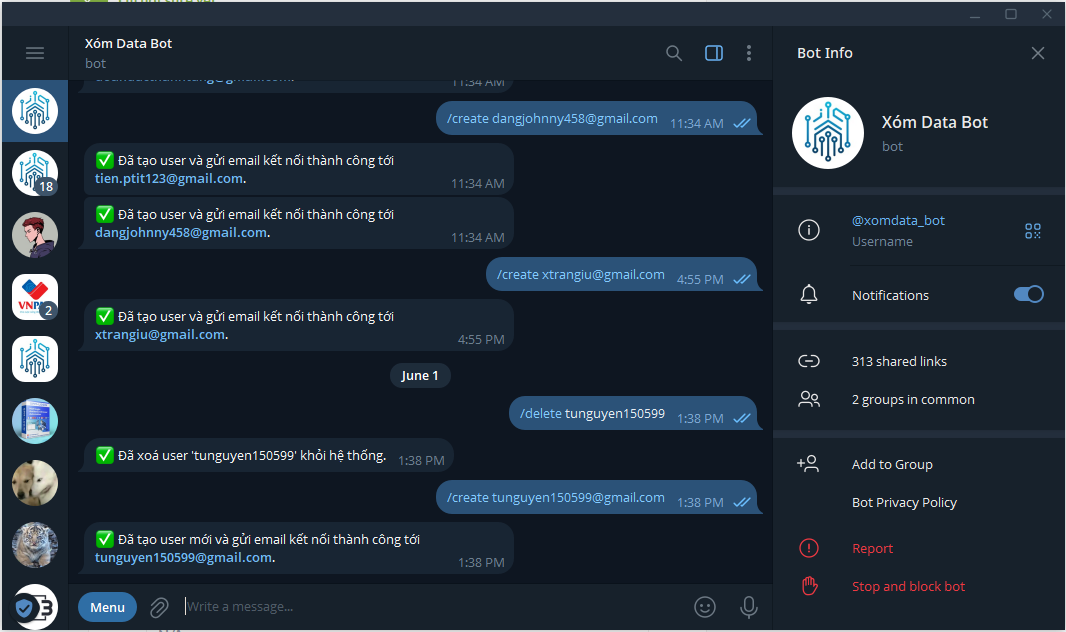 Xóm Data Bot
bot
11:34 AM
/create dangjohnny458@gmail.com 11:34 AM
✅ Đã tạo user và gửi email kết nối thành công tới
tien.ptit123@gmail.com.
11:34 AM
✅ Đã tạo user và gửi email kết nối thành công tới
dangjohnny458@gmail.com.
11:34 AM
/create xtrangiu@gmail.com 4:55 PM
✅ Đã tạo user và gửi email kết nối thành công tới
xtrangiu@gmail.com.
4:55 PM
June 1
/delete tunguyen150599 1:38 PM
✅ Đã xoá user 'tunguyen150599' khỏi hệ thống. 1:38 PM
/create tunguyen150599@gmail.com 1:38 PM
✅ Đã tạo user mới và gửi email kết nối thành công tới
tunguyen150599@gmail.com.
1:38 PM
Menu
Write a message...
18
2
Bot Info
Xóm Data Bot
bot
@xomdata_bot
Username
Notifications
313 shared links
2 groups in common
Add to Group
Bot Privacy Policy
Report
Stop and block bot